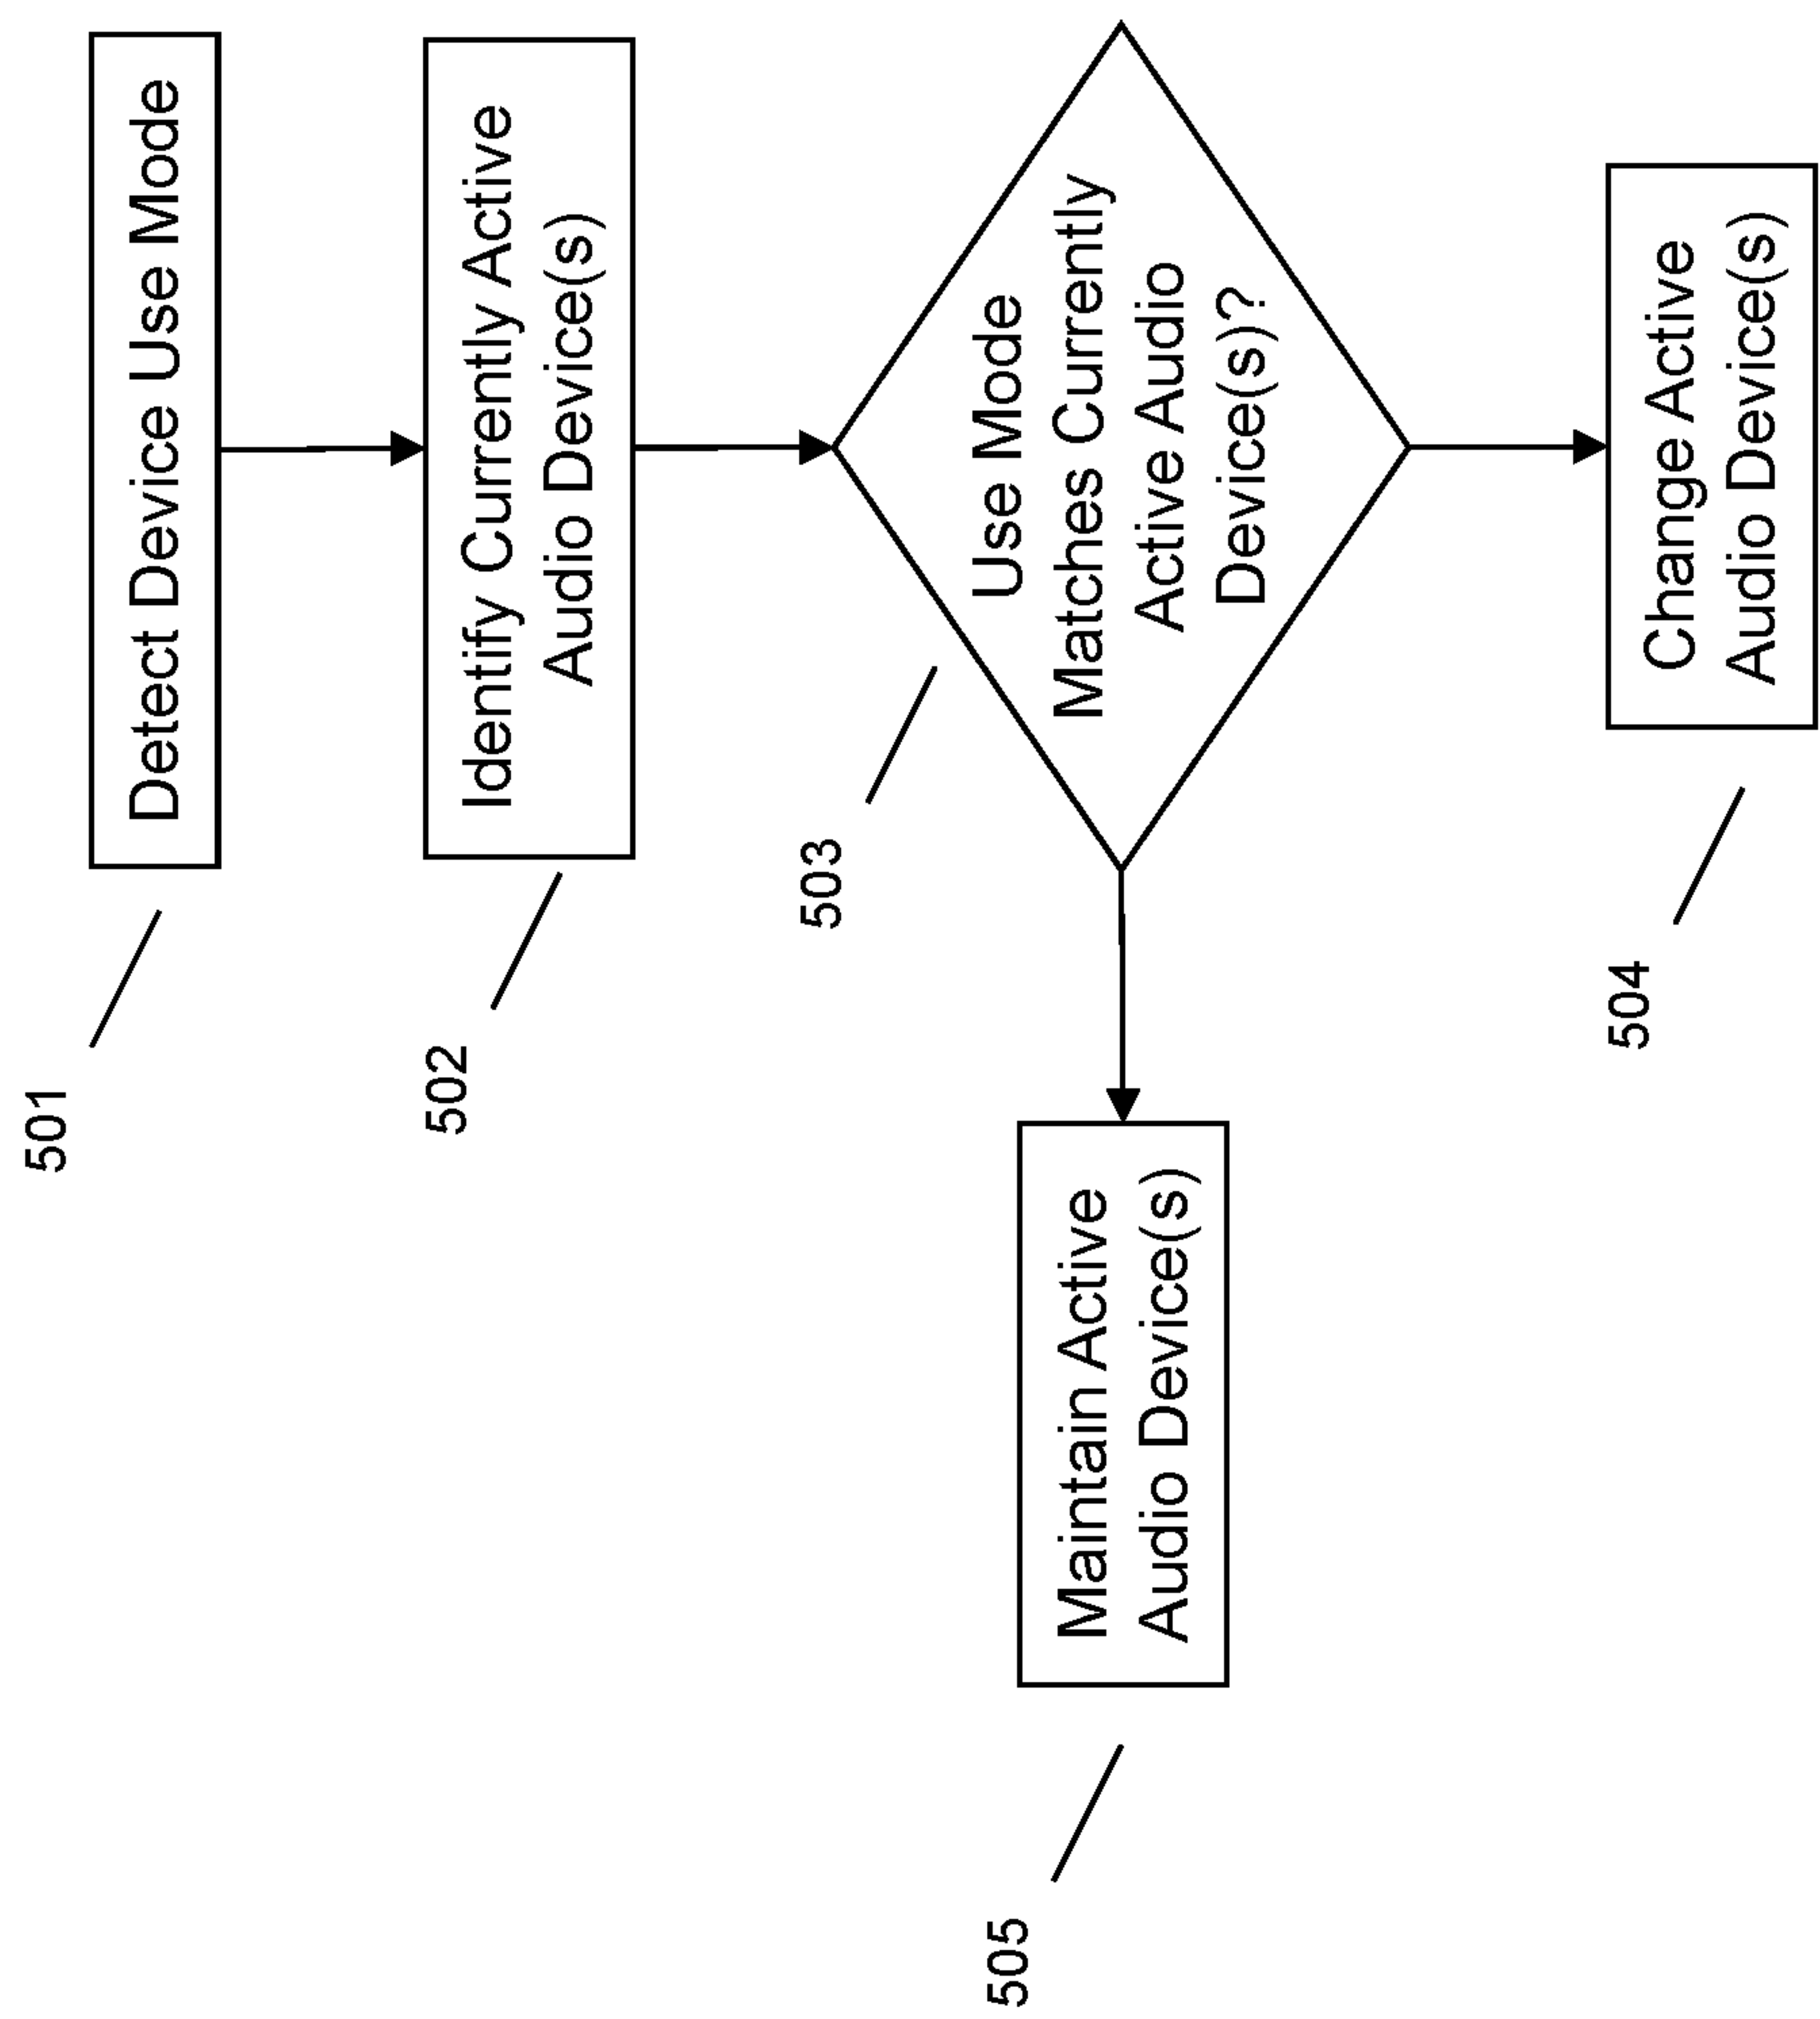 501
Detect Device Use Mode
502
Identify Currently Active
Audio Device(s)
503
Use Mode
Matches Currently
Active Audio
Device(s)?
505
Maintain Active
Audio Device(s)
504
Change Active
Audio Device(s)